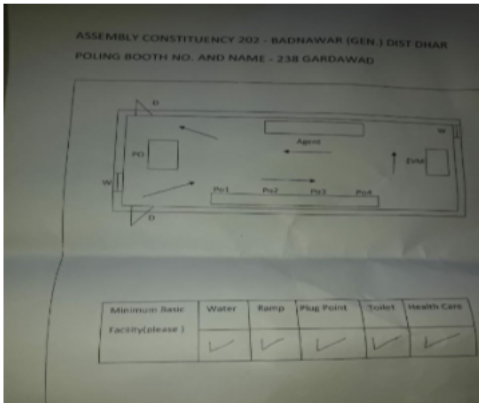 ASSEMBLY CONSTITUENCY 202 - BADNAWAR (GEN.) DIST DHAR
POLING BOOTH NO. AND NAME - 238 GARDAWAD
D
W
Agent
PO
EVM
W
Po1 Po2 Po3 Po4
D
Minimum Basic Facility(please ) Water Ramp Plug Point Toilet Health Care